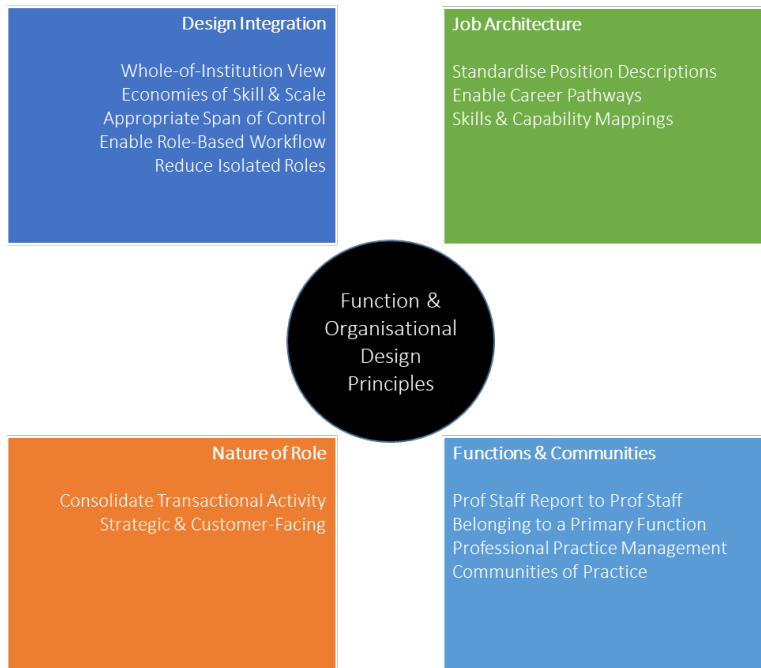 Design Integration
Whole-of-Institution View
Economies of Skill & Scale
Appropriate Span of Control
Enable Role-Based Workflow
Reduce Isolated Roles
Job Architecture
Standardise Position Descriptions
Enable Career Pathways
Skills & Capability Mappings
Function &
Organisational
Design
Principles
Nature of Role
Consolidate Transactional Activity
Strategic & Customer-Facing
Functions & Communities
Prof Staff Report to Prof Staff
Belonging to a Primary Function
Professional Practice Management
Communities of Practice